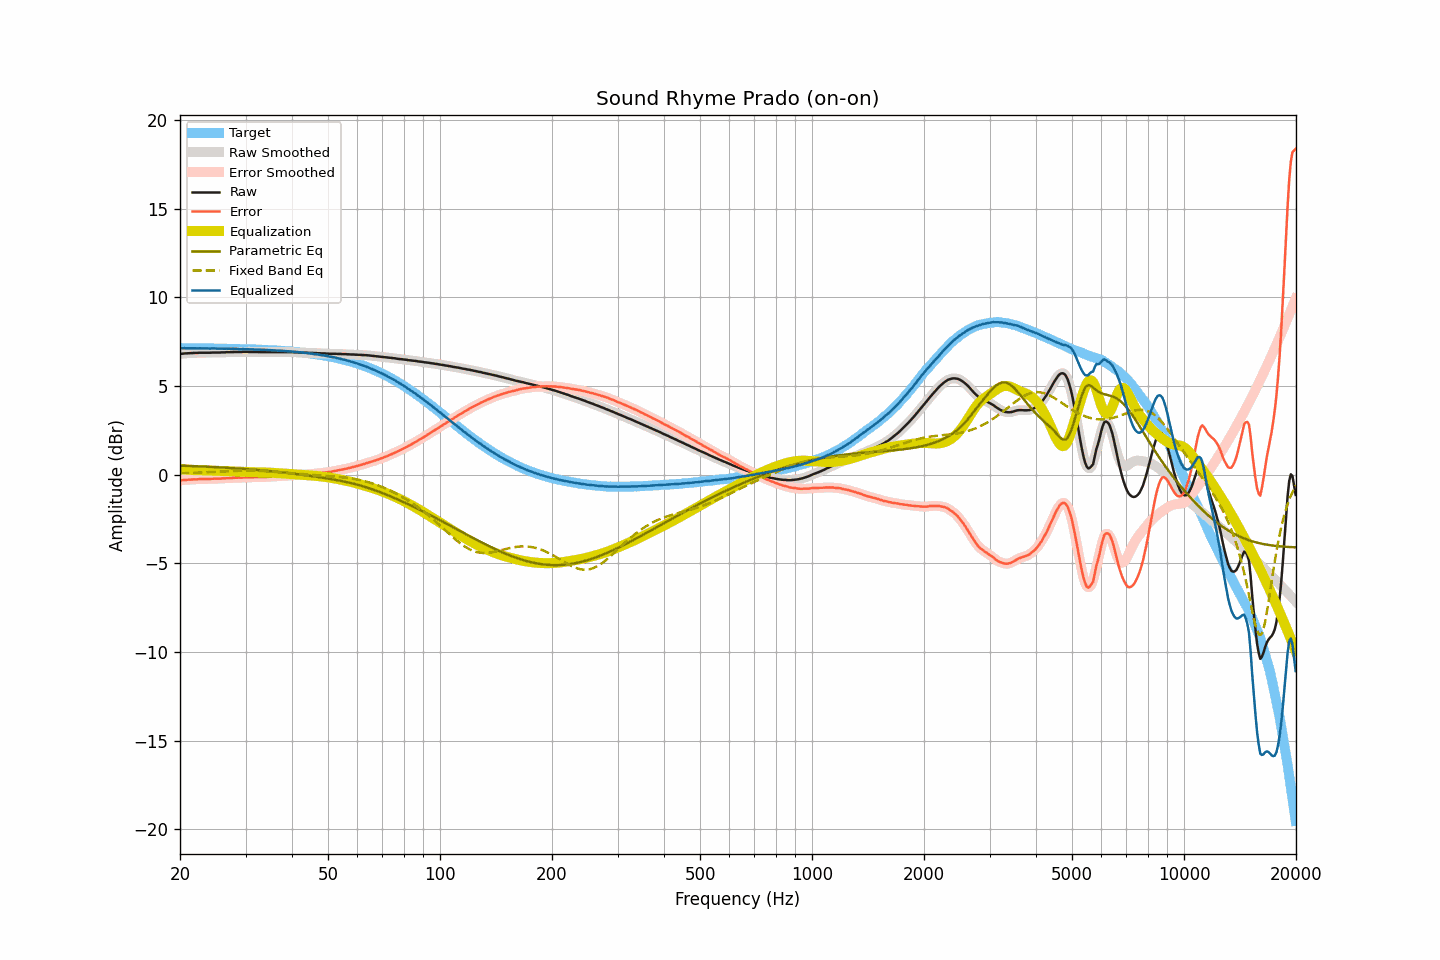 Sound Rhyme Prado (on-on)
Target
Raw Smoothed
Error Smoothed
Raw
Error
Equalization
Parametric Eq
Fixed Band Eq
Equalized
20
15
10
5
0
−5
−10
−15
−20
Amplitude (dBr)
20 50 100 200 500 1000 2000 5000 10000 20000
Frequency (Hz)